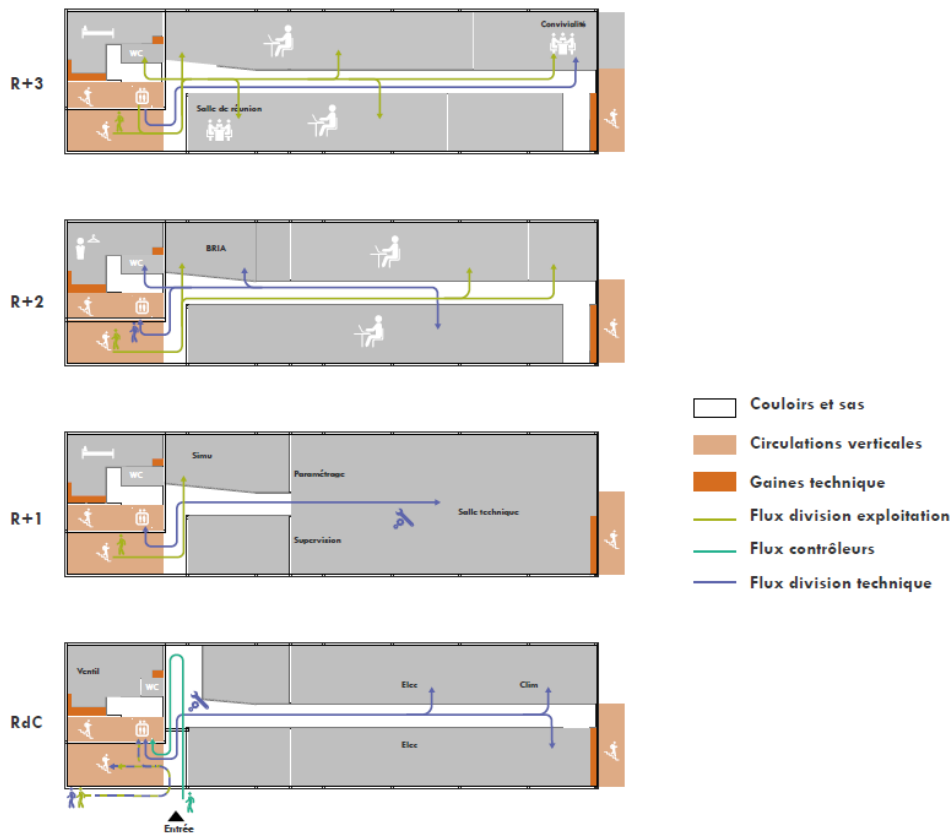 Convivialité
WC
R+3
Salle de réunion
BRIA
WC
R+2
Simu
WC
Paramétrage
R+1
Salle technique
Supervision
Couloirs et sas
Circulations verticales
Gaines technique
Flux division exploitation
Flux contrôleurs
Flux division technique
Ventil
WC
Elec
Clim
RdC
Elec
Entrée